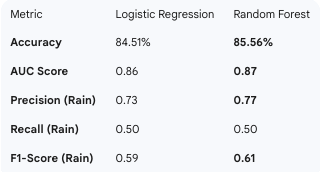 Metric Logistic Regression Random Forest
Accuracy 84.51% 85.56%
AUC Score 0.86 0.87
Precision (Rain) 0.73 0.77
Recall (Rain) 0.50 0.50
F1-Score (Rain) 0.59 0.61